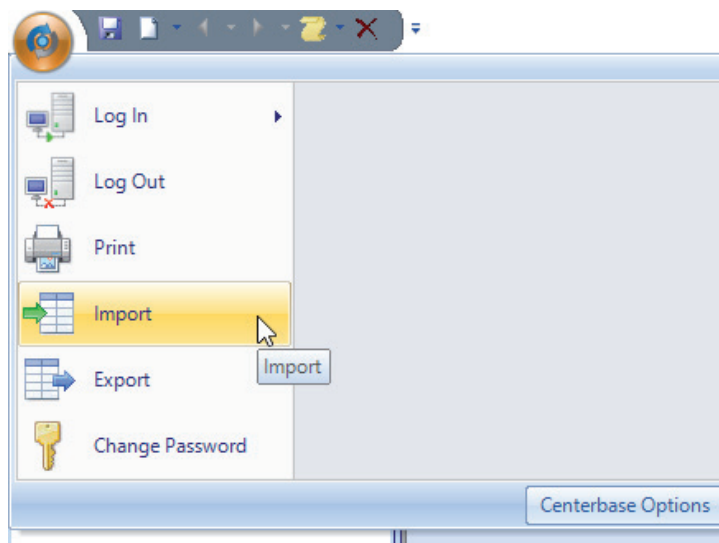 Log In
Log Out
Print
Import
Import
Export
Change Password
Centerbase Options